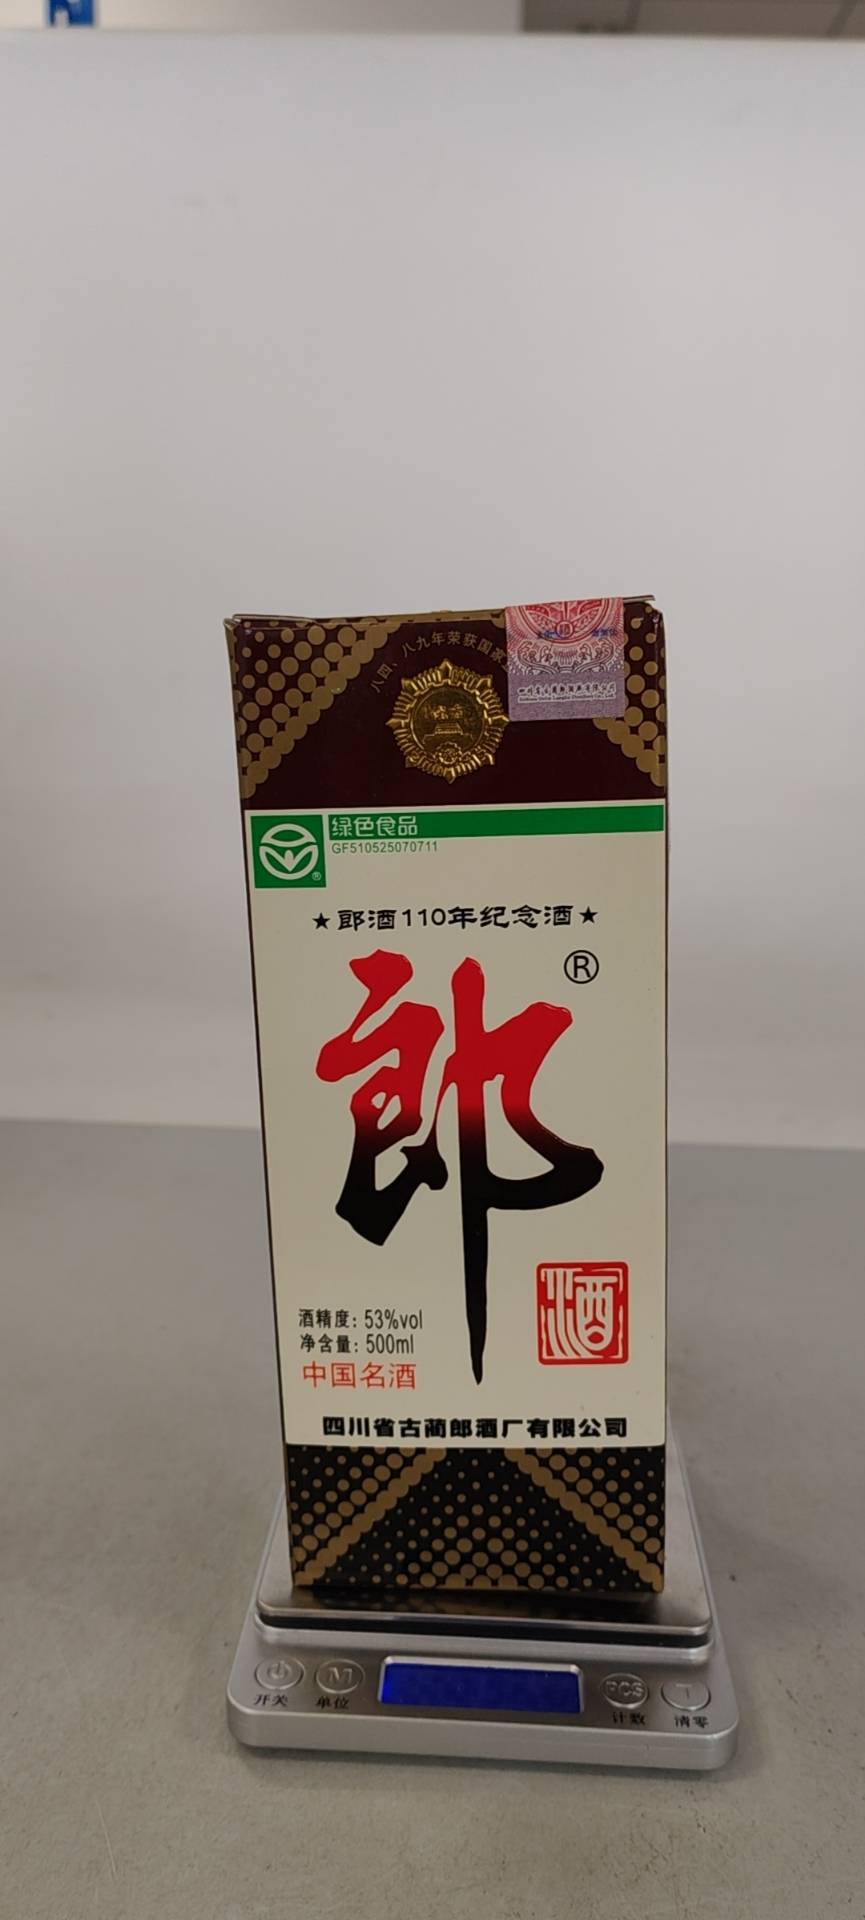 八四、八九年荣获国家
绿色食品
®
GF510525070711
★郎酒110年纪念酒★
®
郎
酒
酒精度：53%vol
净含量：500ml
中国名酒
四川省古蔺郎酒厂有限公司
M
PCS
T
开关
单位
计数
清零